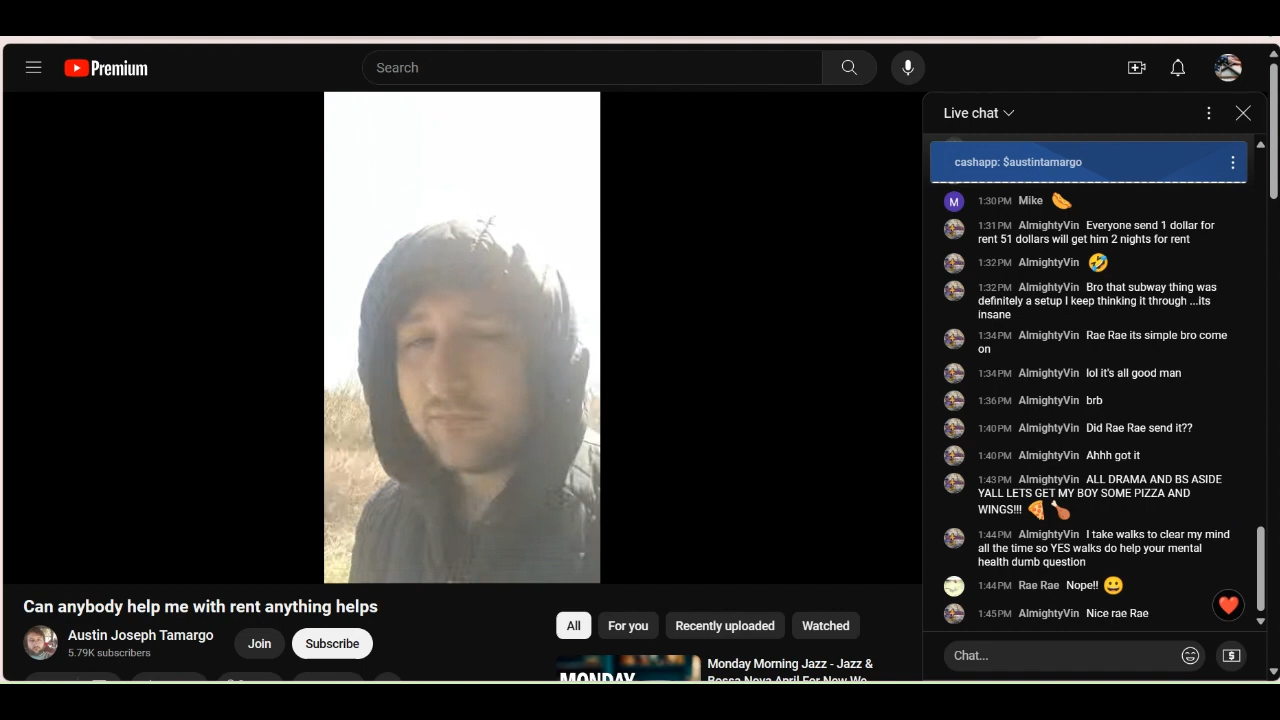 Premium
Search
Live chat
cashapp: $austintamargo
M
1:30 PM Mike
1:31 PM AlmightyVin Everyone send 1 dollar for
rent 51 dollars will get him 2 nights for rent
1:32 PM AlmightyVin
1:32 PM AlmightyVin Bro that subway thing was
definitely a setup I keep thinking it through ...its
insane
1:34 PM AlmightyVin Rae Rae its simple bro come
on
1:34 PM AlmightyVin lol it's all good man
1:36 PM AlmightyVin brb
1:40 PM AlmightyVin Did Rae Rae send it??
1:40 PM AlmightyVin Ahhh got it
1:43 PM AlmightyVin ALL DRAMA AND BS ASIDE
YALL LETS GET MY BOY SOME PIZZA AND
WINGS!!!
1:44 PM AlmightyVin I take walks to clear my mind
all the time so YES walks do help your mental
health dumb question
1:44 PM Rae Rae Nope!!
1:45 PM AlmightyVin Nice rae Rae
Chat...
Can anybody help me with rent anything helps
Austin Joseph Tamargo
5.79K subscribers
Join
Subscribe
All
For you
Recently uploaded
Watched
MONDAY
Monday Morning Jazz - Jazz &
Bossa Nova April For New We